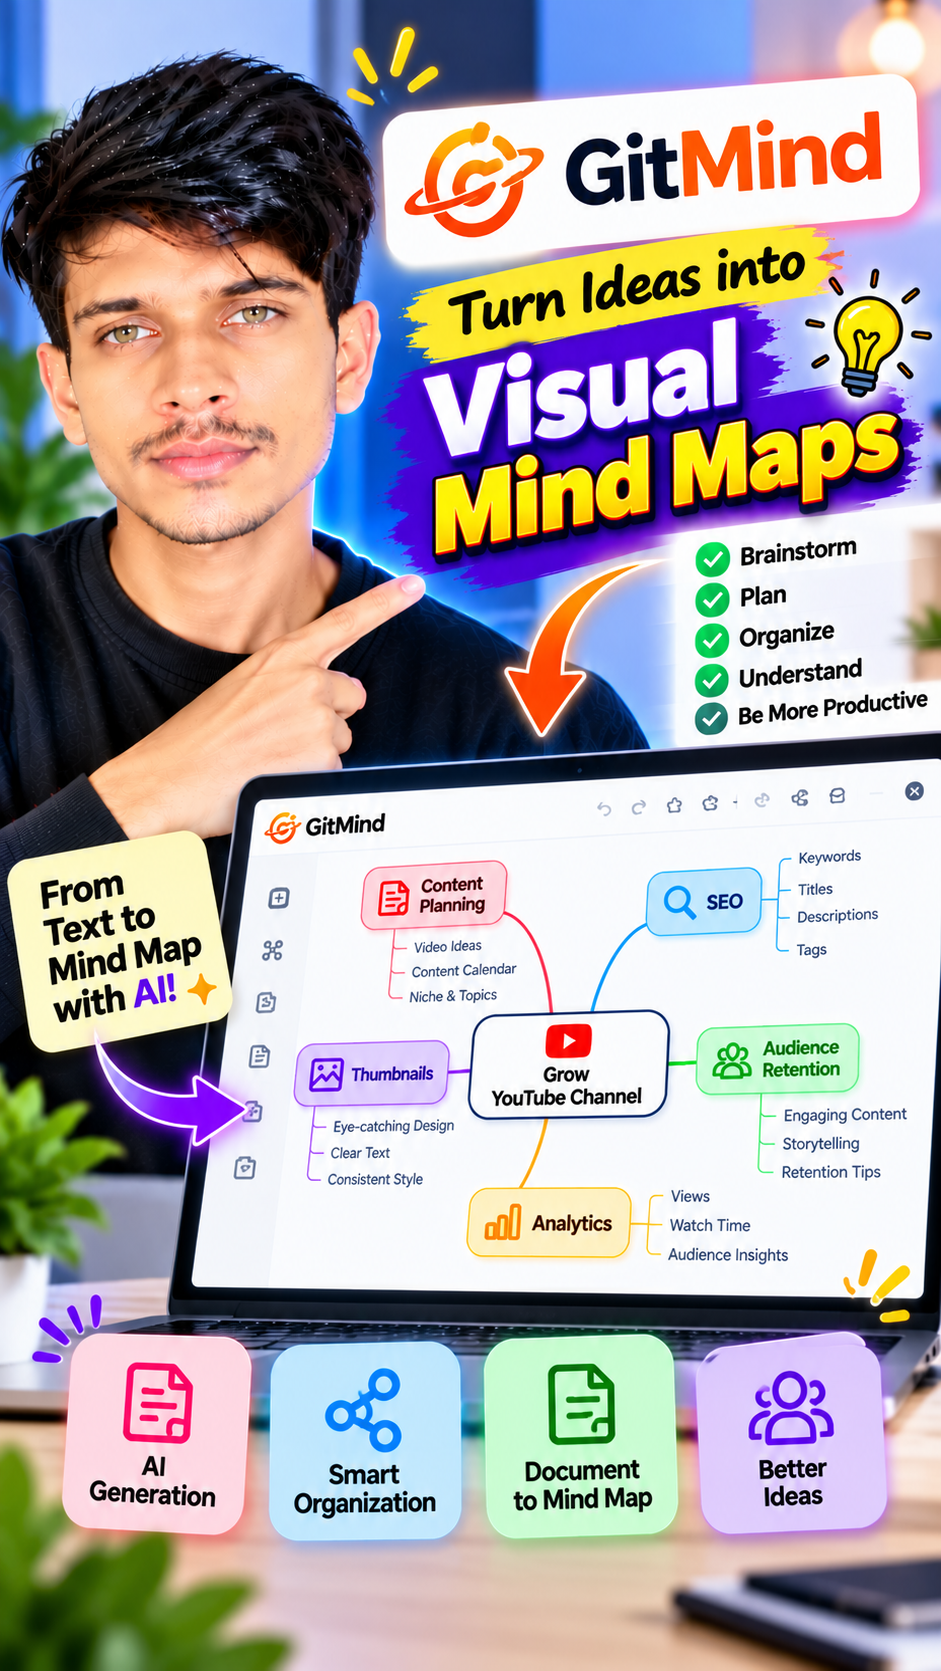 GitMind
Turn Ideas into
Visual
Mind Maps
Brainstorm
Plan
Organize
Understand
Be More Productive
From
Text to
Mind Map
with AI!
GitMind
Content
Planning
Video Ideas
Content Calendar
Niche & Topics
SEO
Keywords
Titles
Descriptions
Tags
Thumbnails
Eye-catching Design
Clear Text
Consistent Style
Grow
YouTube Channel
Audience
Retention
Engaging Content
Storytelling
Retention Tips
Analytics
Views
Watch Time
Audience Insights
AI
Generation
Smart
Organization
Document
to Mind Map
Better
Ideas